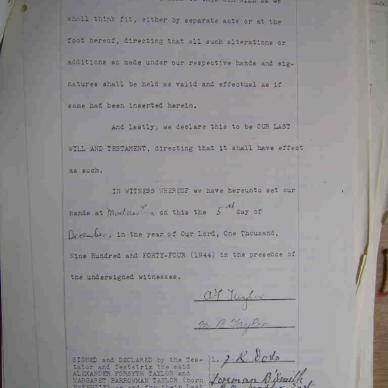 shall think fit, either by separate acts or at the
foot hereof, directing that all such alterations or
additions so made under our respective hands and sig-
natures shall be held as valid and effectual as if
same had been inserted herein.
And lastly, we declare this to be OUR LAST
WILL AND TESTAMENT, directing that it shall have effect
as such.
IN WITNESS WHEREOF we have hereunto set our
hands at on this the 5 day of
December, in the year of Our Lord, One Thousand,
Nine Hundred and FORTY-FOUR (1944) in the presence of
the undersigned witnesses.
A F Taylor
M B Taylor
SIGNED and DECLARED by the Tes-
tator and Testatrix the said
ALEXANDER FORSYTH TAYLOR and
MARGARET BARROWMAN TAYLOR (born
1.